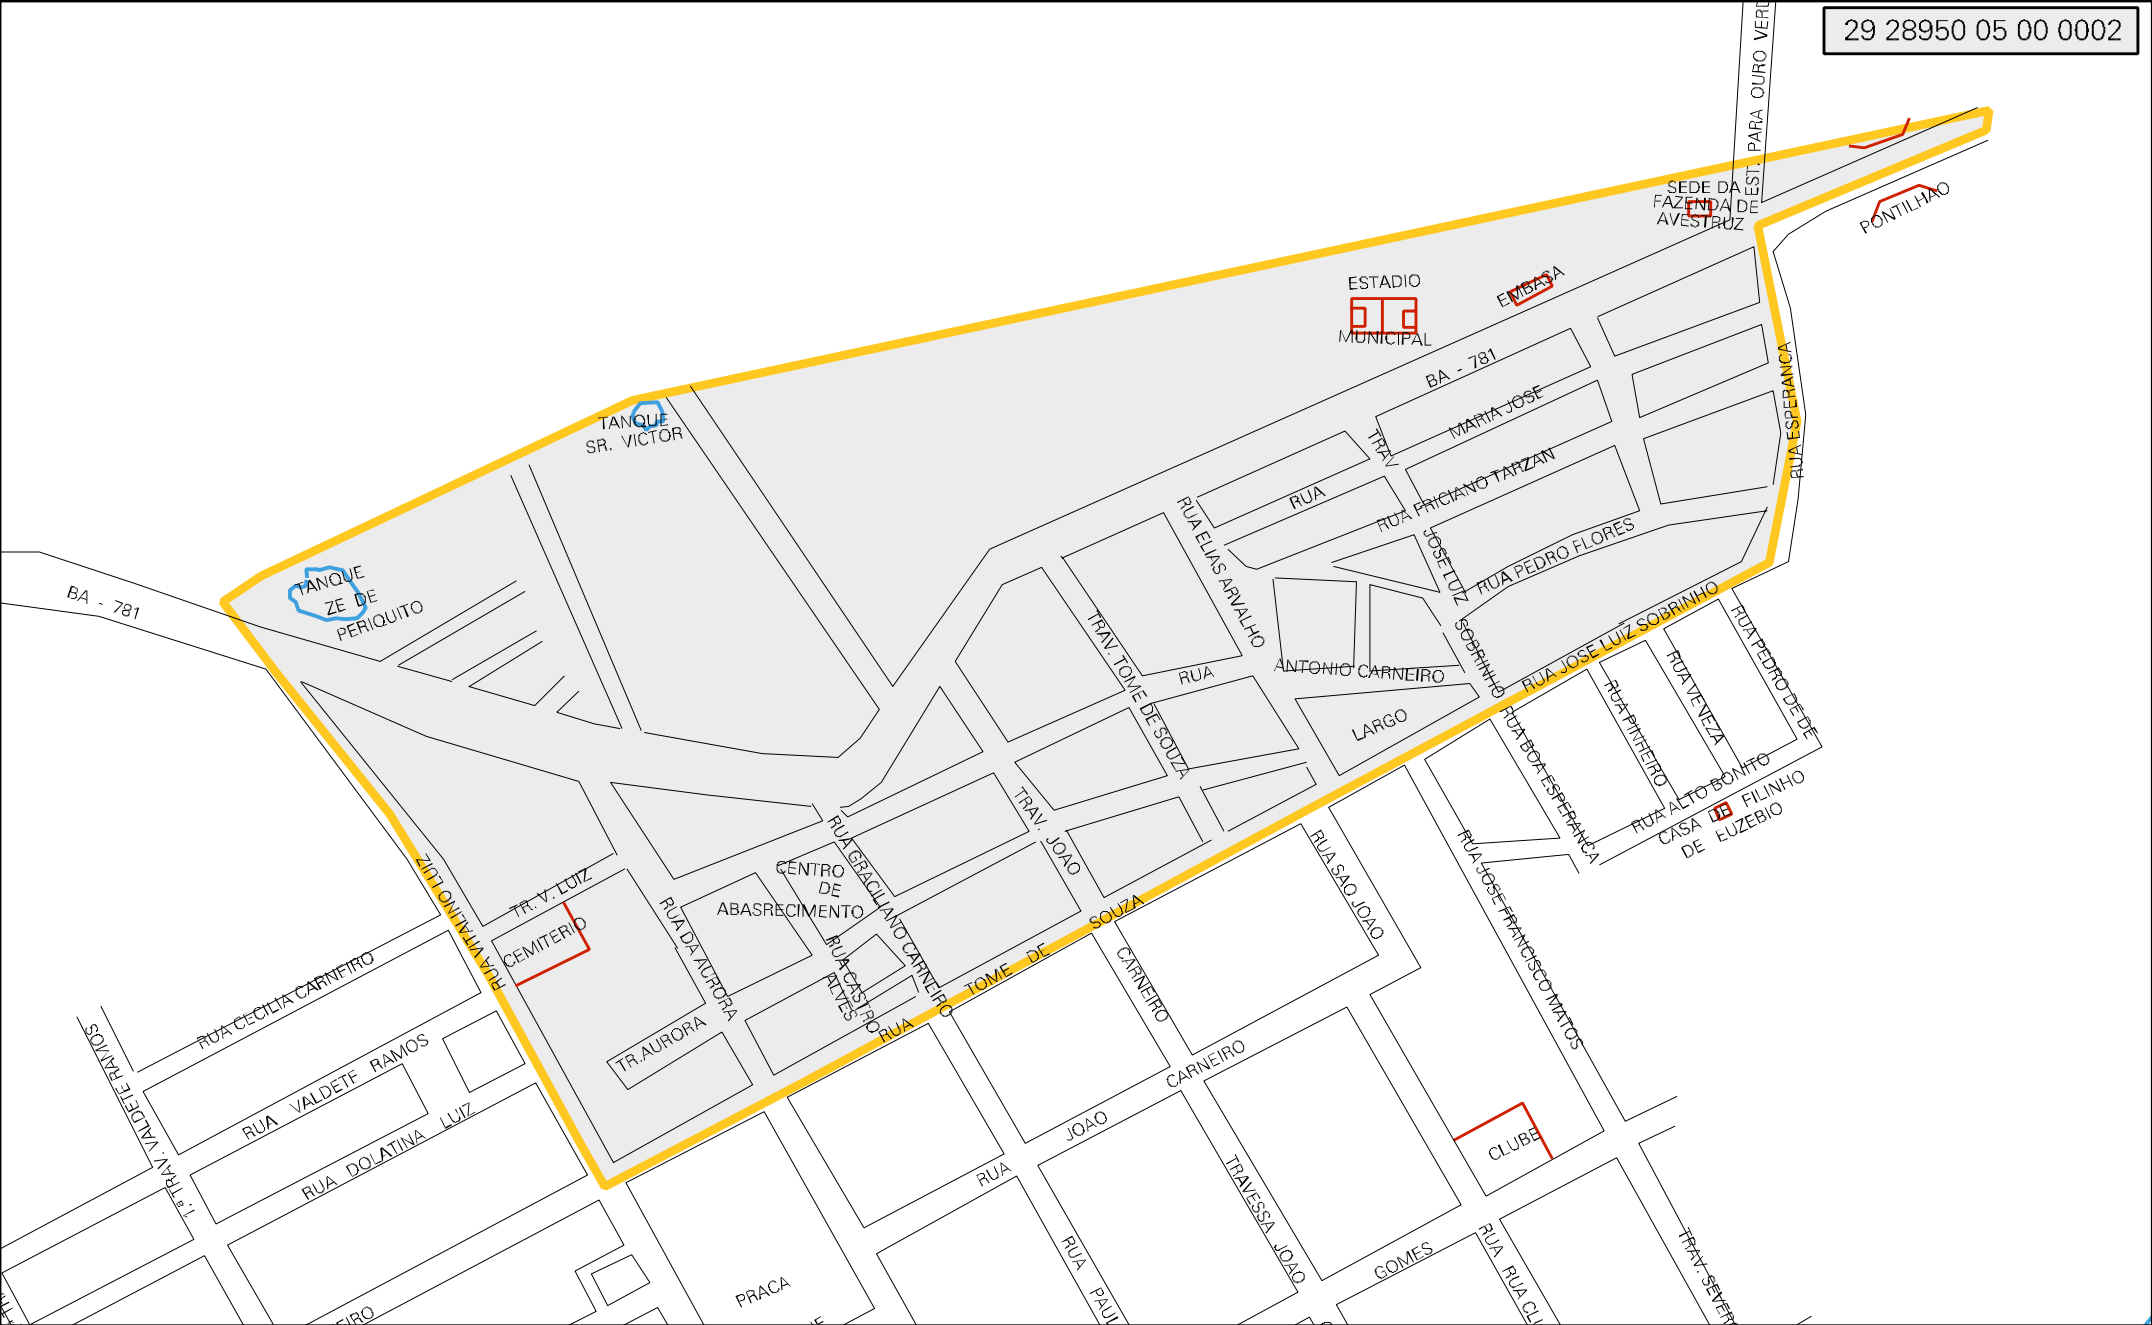 29 28950 05 00 0002
EST. PARA OURO VERD
SEDE DA
FAZENDA DE
AVESTRUZ
PONTILHAO
ESTADIO
MUNICIPAL
EMBASA
BA - 781
RUA ESPERANCA
TANQUE
SR. VICTOR
RUA MARIA JOSE
TRAV JOSE LUIZ SOBRINHO
RUA FRICIANO TARZAN
RUA PEDRO FLORES
RUA ELIAS ARVALHO
TANQUE
ZE DE
PERIQUITO
BA - 781
TRAV. TOME DE SOUZA
RUA ANTONIO CARNEIRO
LARGO
RUA JOSE LUIZ SOBRINHO
RUA PEDRO DE DE
RUA VENEZA
RUA PINHEIRO
RUA BOA ESPERANCA
RUA ALTO BONITO
CASA DE FILINHO
DE EUZEBIO
TRAV. JOAO CARNEIRO
RUA GRACILIANO CARNEIRO
CENTRO
DE
ABASRECIMENTO
RUA VITALINO LUIZ
TR. V. LUIZ
CEMITERIO
RUA DA AURORA
RUA CASTRO
ALVES
TR.AURORA
RUA TOME DE SOUZA
RUA SAO JOAO
RUA JOSE FRANCISCO MATOS
RUA CECILIA CARNEIRO
1.ª TRAV. VALDETE RAMOS
RUA VALDETE RAMOS
RUA DOLATINA LUIZ
RUA JOAO CARNEIRO
CLUBE
TRAVESSA JOAO
GOMES
RUA RUA CL
TRAV. SEVER
RUA PAUL
PRACA
EIRO